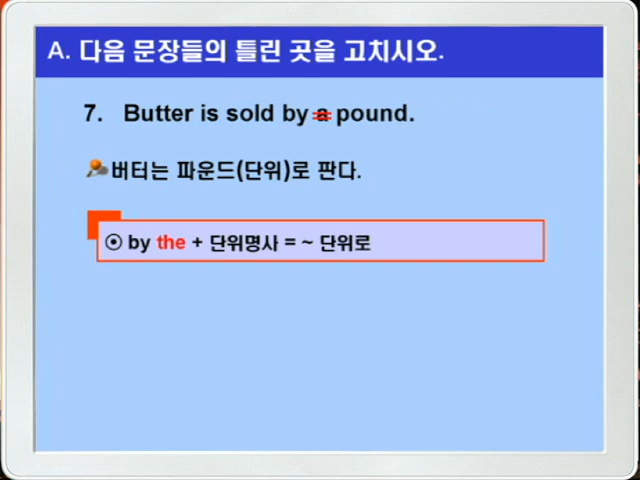 A. 다음 문장들의 틀린 곳을 고치시오.
7. Butter is sold by a pound.
버터는 파운드(단위)로 판다.
⊙ by the + 단위명사 = ~ 단위로